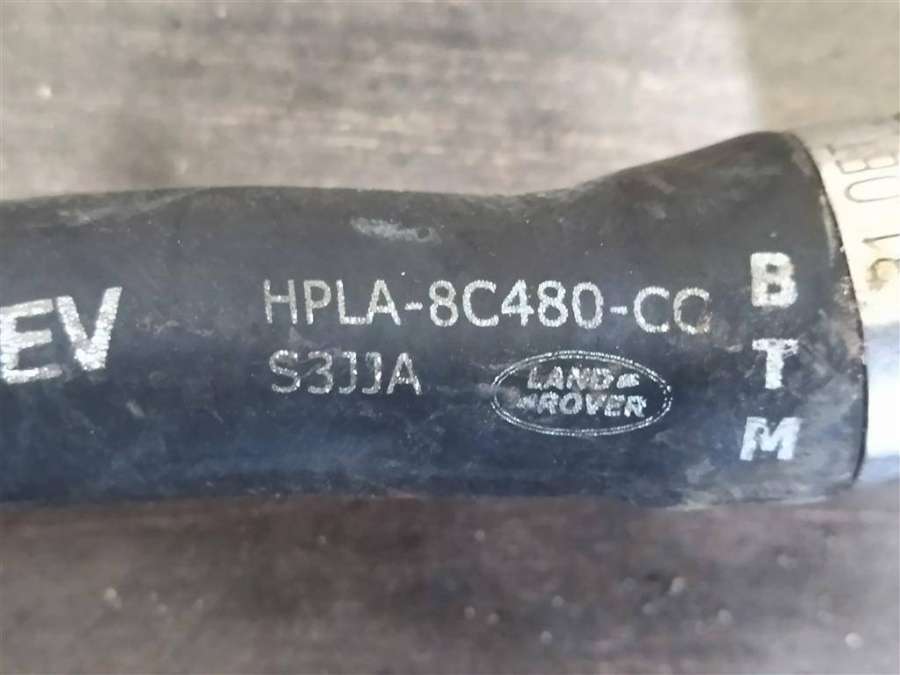 EV
HPLA-8C480-CC
S3JJA
LAND
ROVER
B
T
M